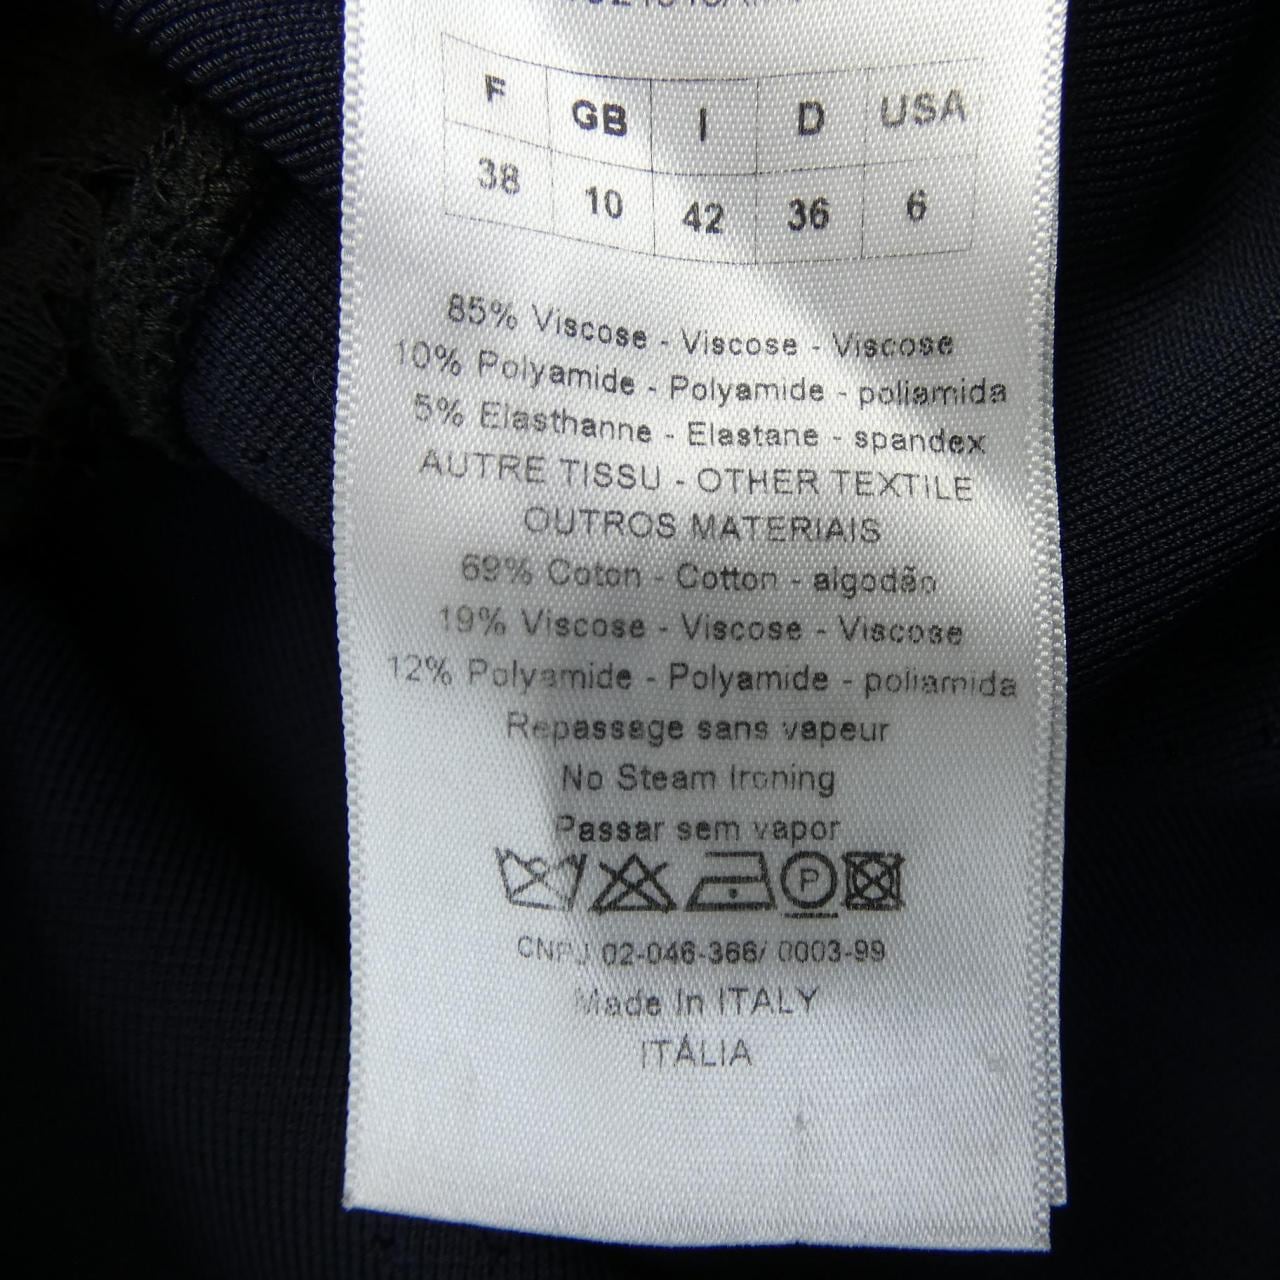 F GB I D USA
38 10 42 36 6
85% Viscose - Viscose - Viscose
10% Polyamide - Polyamide - poliamida
5% Elasthanne - Elastane - spandex
AUTRE TISSU - OTHER TEXTILE
OUTROS MATERIAIS
69% Coton - Cotton - algodão
19% Viscose - Viscose - Viscose
12% Polyamide - Polyamide - poliamida
Repassage sans vapeur
No Steam Ironing
Passar sem vapor
P
CNPJ 02-046-366/ 0003-99
Made In ITALY
ITÁLIA